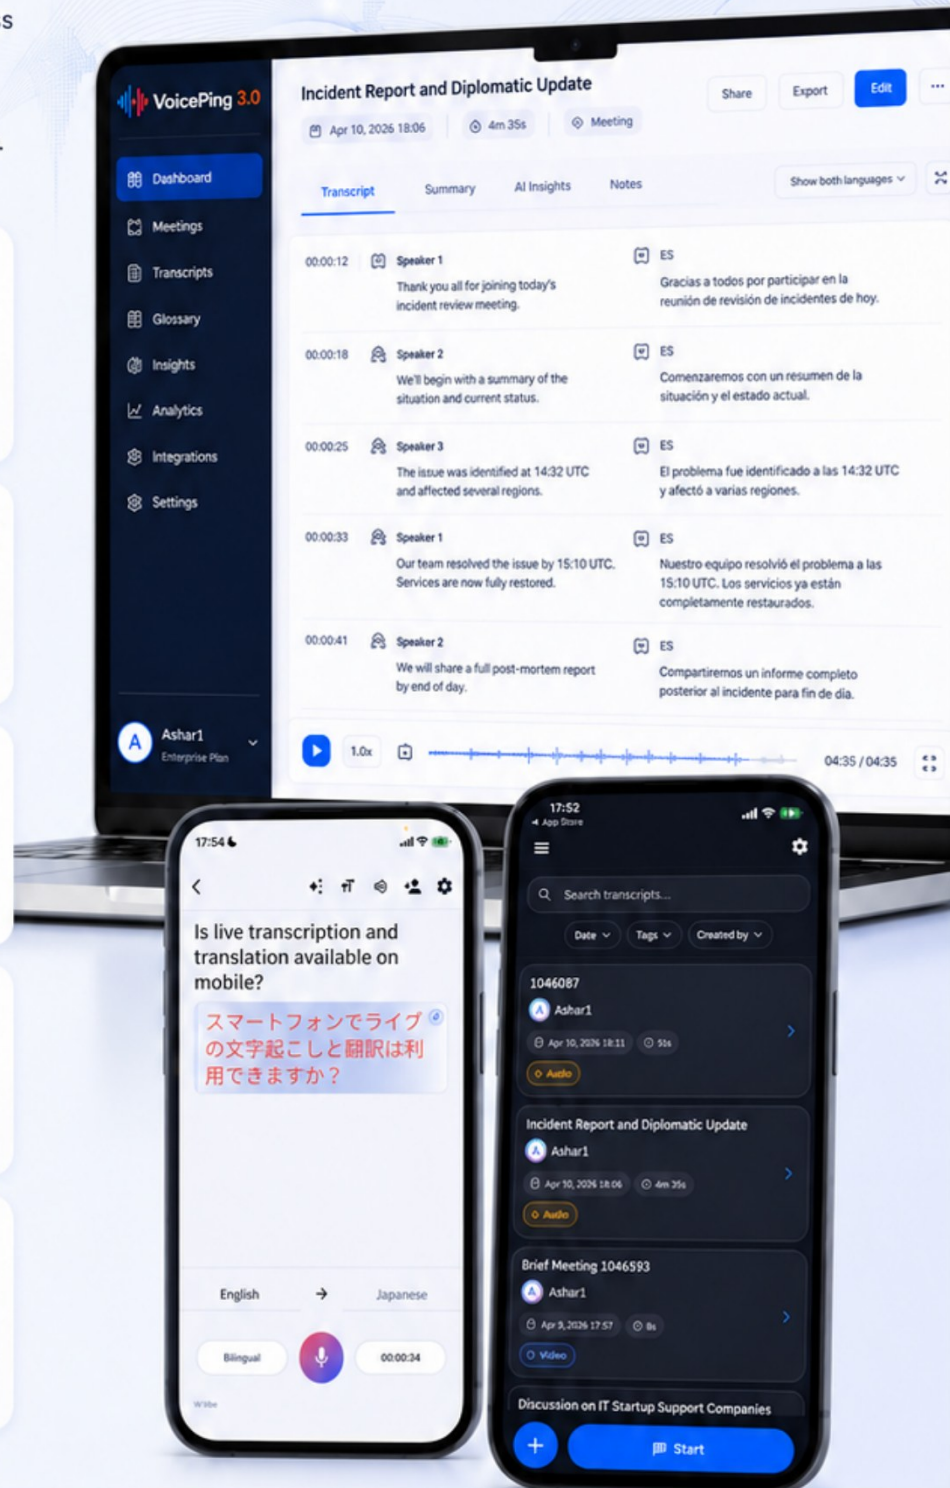 ss
VoicePing 3.0
Dashboard
Meetings
Transcripts
Glossary
Insights
Analytics
Integrations
Settings
A
Ashar1
Enterprise Plan
Incident Report and Diplomatic Update
Apr 10, 2026 18:06
4m 35s
Meeting
Share
Export
Edit
Transcript
Summary
AI Insights
Notes
Show both languages
00:00:12
Speaker 1
Thank you all for joining today's
incident review meeting.
ES
Gracias a todos por participar en la
reunión de revisión de incidentes de hoy.
00:00:18
Speaker 2
We'll begin with a summary of the
situation and current status.
ES
Comenzaremos con un resumen de la
situación y el estado actual.
00:00:25
Speaker 3
The issue was identified at 14:32 UTC
and affected several regions.
ES
El problema fue identificado a las 14:32 UTC
y afectó a varias regiones.
00:00:33
Speaker 1
Our team resolved the issue by 15:10 UTC.
Services are now fully restored.
ES
Nuestro equipo resolvió el problema a las
15:10 UTC. Los servicios ya están
completamente restaurados.
00:00:41
Speaker 2
We will share a full post-mortem report
by end of day.
ES
Compartiremos un informe completo
posterior al incidente para fin de día.
1.0x
04:35 / 04:35
17:54
Is live transcription and
translation available on
mobile?
スマートフォンでライブ
の文字起こしと翻訳は利
用できますか？
English
→
Japanese
Bilingual
00:00:34
17:52
App Store
Search transcripts...
Date
Tags
Created by
1046087
A
Ashar1
Apr 10, 2026 18:11
51s
Audio
Incident Report and Diplomatic Update
A
Ashar1
Apr 10, 2026 18:06
4m 35s
Audio
Brief Meeting 1046593
A
Ashar1
Apr 9, 2026 17:57
Video
Discussion on IT Startup Support Companies
+
Start